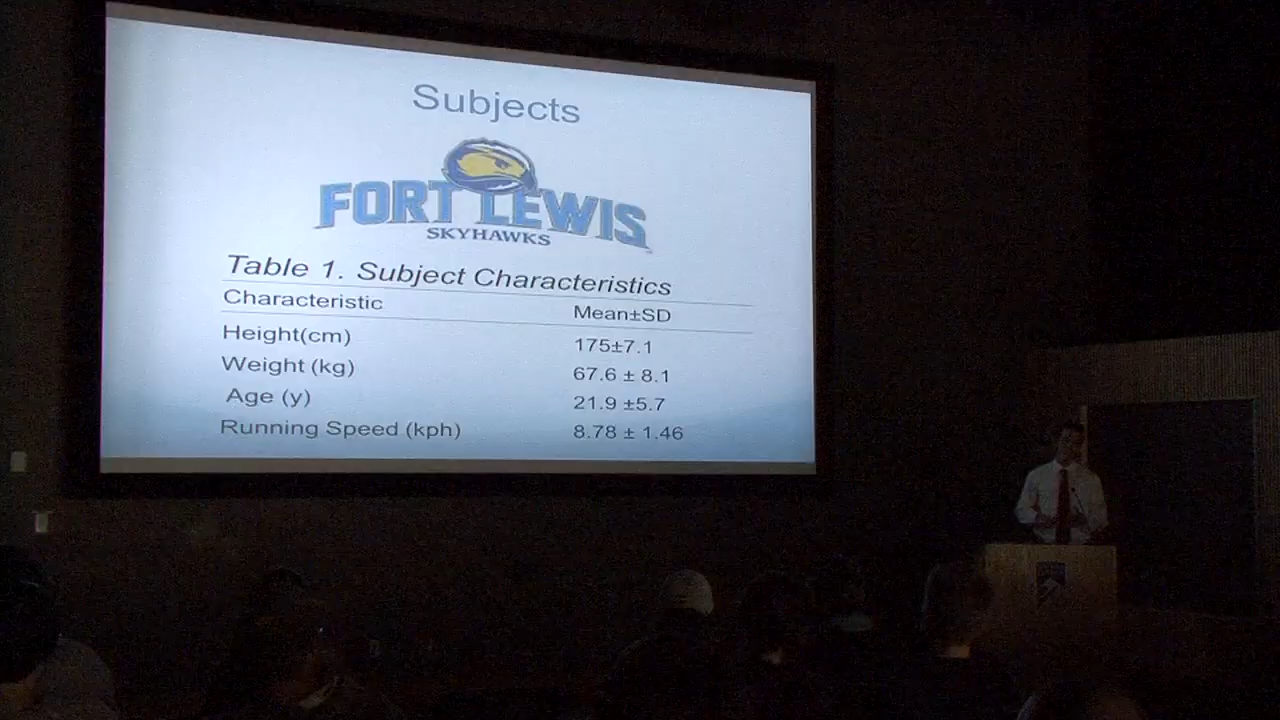 Subjects
FORT LEWIS
SKYHAWKS
Table 1. Subject Characteristics
Characteristic Mean±SD
Height(cm) 175±7.1
Weight (kg) 67.6 ± 8.1
Age (y) 21.9 ±5.7
Running Speed (kph) 8.78 ± 1.46